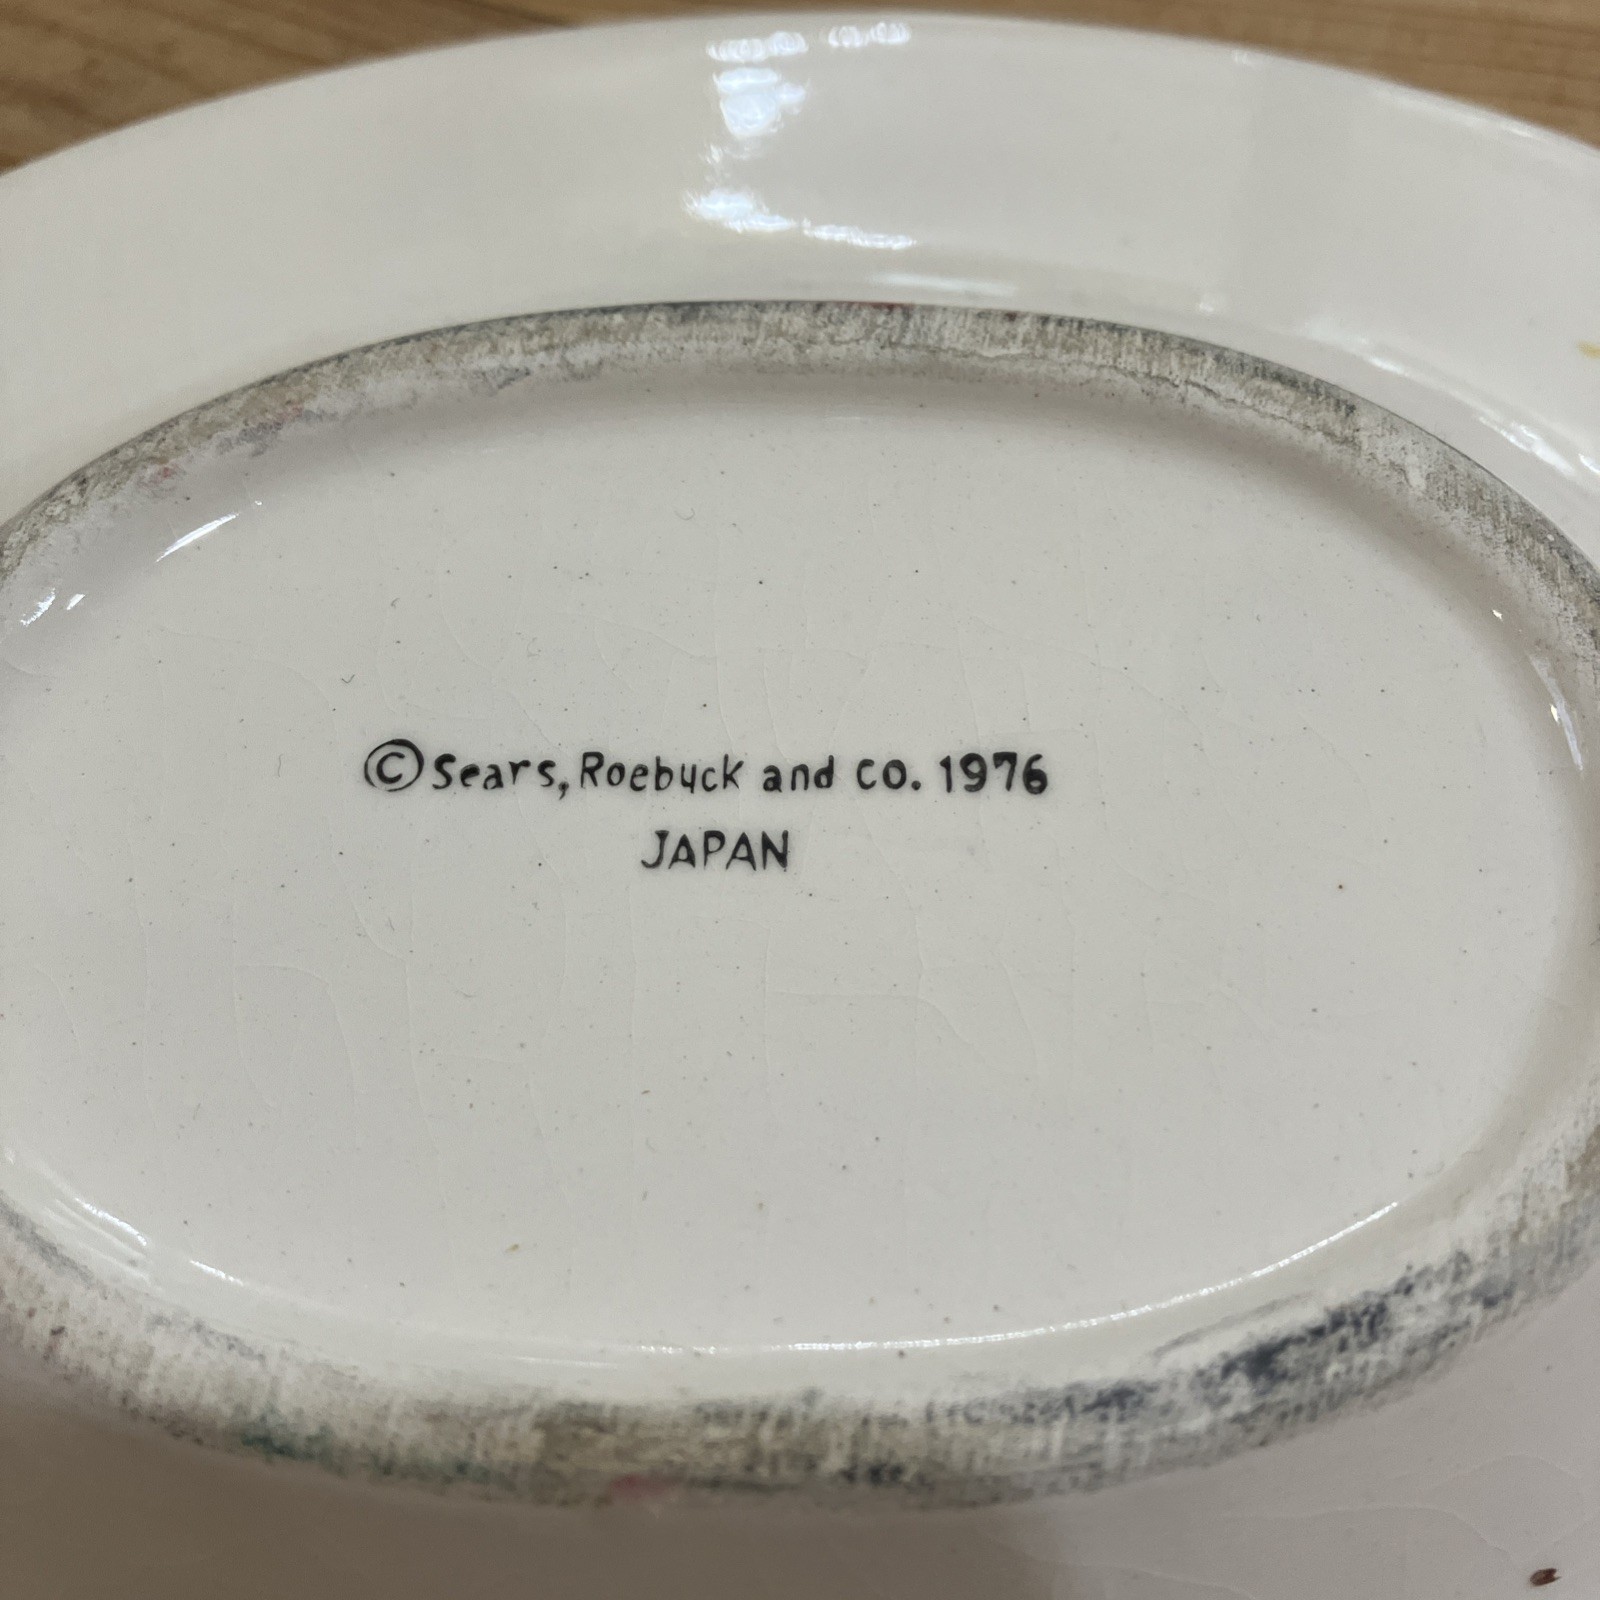 ©Sears, Roebuck and co. 1976
JAPAN